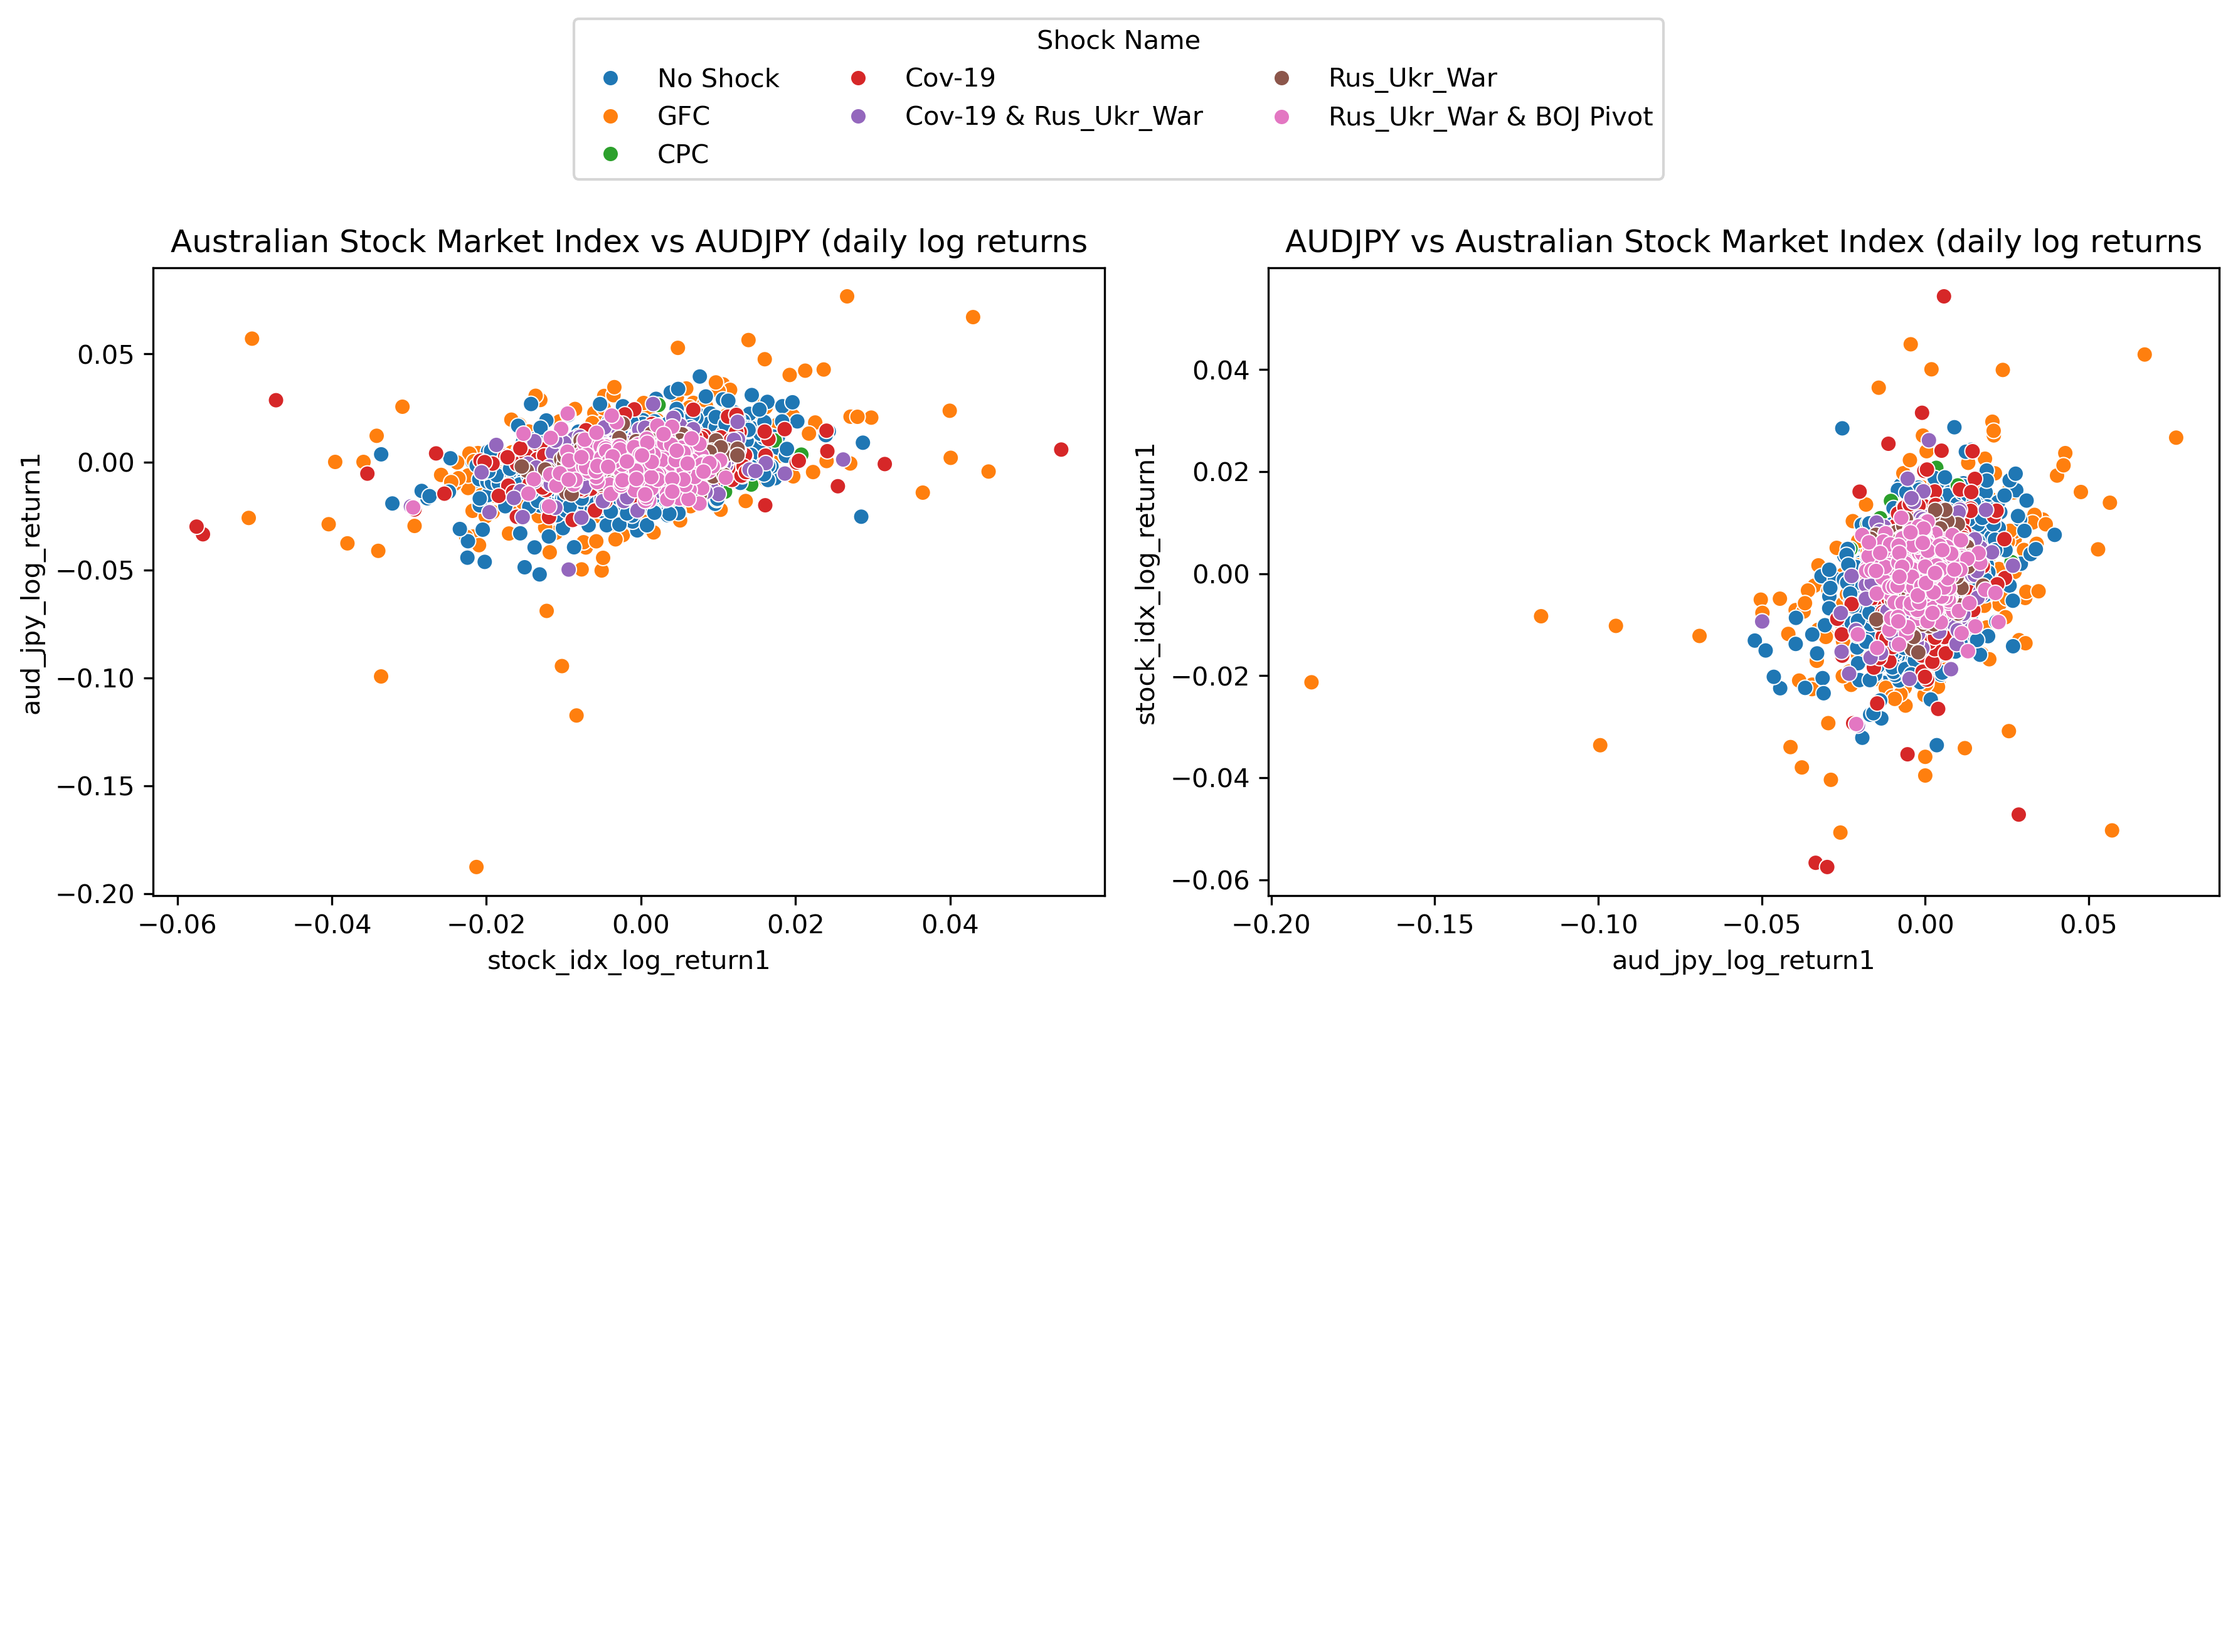 Shock Name
No Shock
GFC
CPC
Cov-19
Cov-19 & Rus_Ukr_War
Rus_Ukr_War
Rus_Ukr_War & BOJ Pivot
Australian Stock Market Index vs AUDJPY (daily log returns
aud_jpy_log_return1
0.05
0.00
−0.05
−0.10
−0.15
−0.20
−0.06 −0.04 −0.02 0.00 0.02 0.04
stock_idx_log_return1
AUDJPY vs Australian Stock Market Index (daily log returns
stock_idx_log_return1
0.04
0.02
0.00
−0.02
−0.04
−0.06
−0.20 −0.15 −0.10 −0.05 0.00 0.05
aud_jpy_log_return1